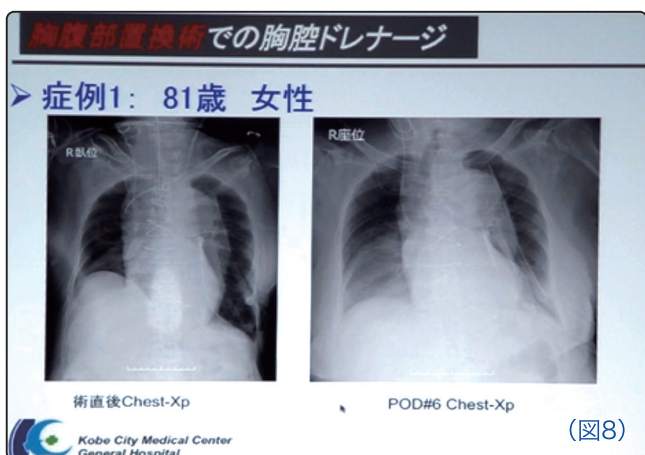 胸腹部置換術での胸腔ドレナージ
➤ 症例1： 81歳 女性
R臥位
R座位
術直後Chest-Xp
POD#6 Chest-Xp
Kobe City Medical Center
General Hospital
(図8)